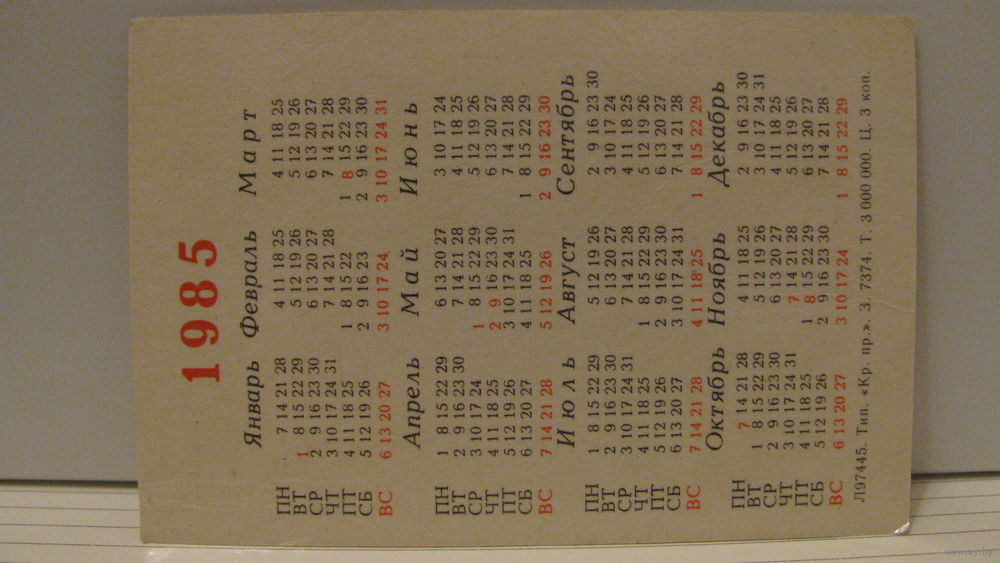 1985
Январь Февраль Март
ПН 7 14 21 28 4 11 18 25 4 11 18 25
ВТ 1 8 15 22 29 5 12 19 26 5 12 19 26
СР 2 9 16 23 30 6 13 20 27 6 13 20 27
ЧТ 3 10 17 24 31 7 14 21 28 7 14 21 28
ПТ 4 11 18 25 1 8 15 22 1 8 15 22 29
СБ 5 12 19 26 2 9 16 23 2 9 16 23 30
ВС 6 13 20 27 3 10 17 24 3 10 17 24 31
Апрель Май Июнь
ПН 1 8 15 22 29 6 13 20 27 3 10 17 24
ВТ 2 9 16 23 30 7 14 21 28 4 11 18 25
СР 3 10 17 24 1 8 15 22 29 5 12 19 26
ЧТ 4 11 18 25 2 9 16 23 30 6 13 20 27
ПТ 5 12 19 26 3 10 17 24 31 7 14 21 28
СБ 6 13 20 27 4 11 18 25 1 8 15 22 29
ВС 7 14 21 28 5 12 19 26 2 9 16 23 30
Июль Август Сентябрь
ПН 1 8 15 22 29 5 12 19 26 2 9 16 23 30
ВТ 2 9 16 23 30 6 13 20 27 3 10 17 24
СР 3 10 17 24 31 7 14 21 28 4 11 18 25
ЧТ 4 11 18 25 1 8 15 22 29 5 12 19 26
ПТ 5 12 19 26 2 9 16 23 30 6 13 20 27
СБ 6 13 20 27 3 10 17 24 31 7 14 21 28
ВС 7 14 21 28 4 11 18 25 1 8 15 22 29
Октябрь Ноябрь Декабрь
ПН 7 14 21 28 4 11 18 25 2 9 16 23 30
ВТ 1 8 15 22 29 5 12 19 26 3 10 17 24 31
СР 2 9 16 23 30 6 13 20 27 4 11 18 25
ЧТ 3 10 17 24 31 7 14 21 28 5 12 19 26
ПТ 4 11 18 25 1 8 15 22 29 6 13 20 27
СБ 5 12 19 26 2 9 16 23 30 7 14 21 28
ВС 6 13 20 27 3 10 17 24 1 8 15 22 29
Л97445. Тип. «Кр. пр.». З. 7374. Т. 3 000 000. Ц. 3 коп.